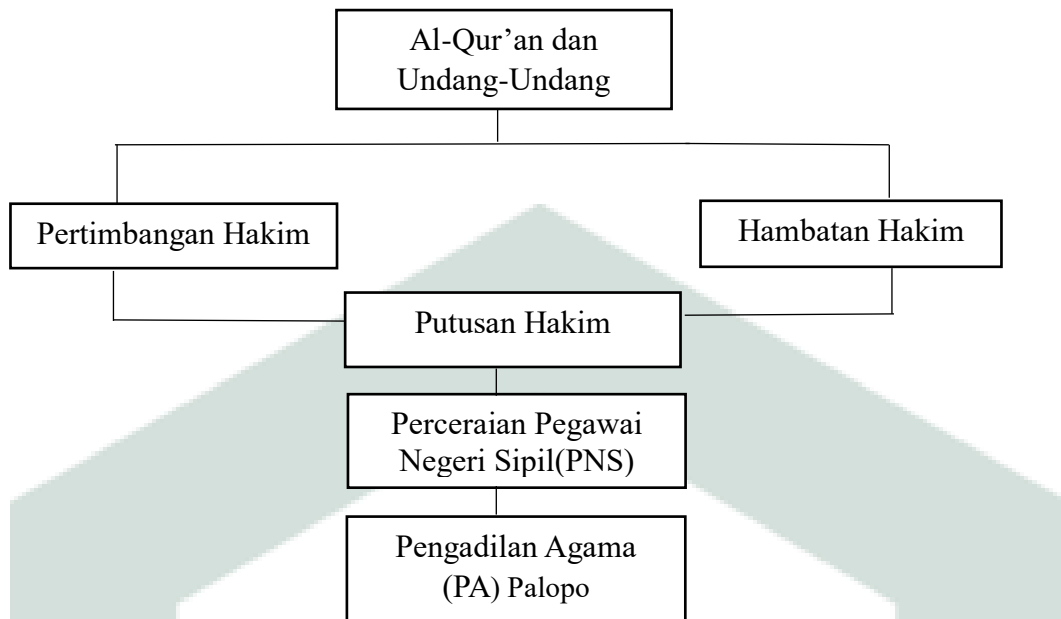 Al-Qur’an dan
Undang-Undang
Pertimbangan Hakim
Hambatan Hakim
Putusan Hakim
Perceraian Pegawai
Negeri Sipil(PNS)
Pengadilan Agama
(PA) Palopo